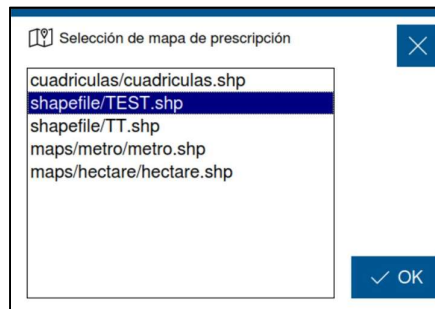 Selección de mapa de prescripción
cuadriculas/cuadriculas.shp
shapefile/TEST.shp
shapefile/TT.shp
maps/metro/metro.shp
maps/hectare/hectare.shp
OK